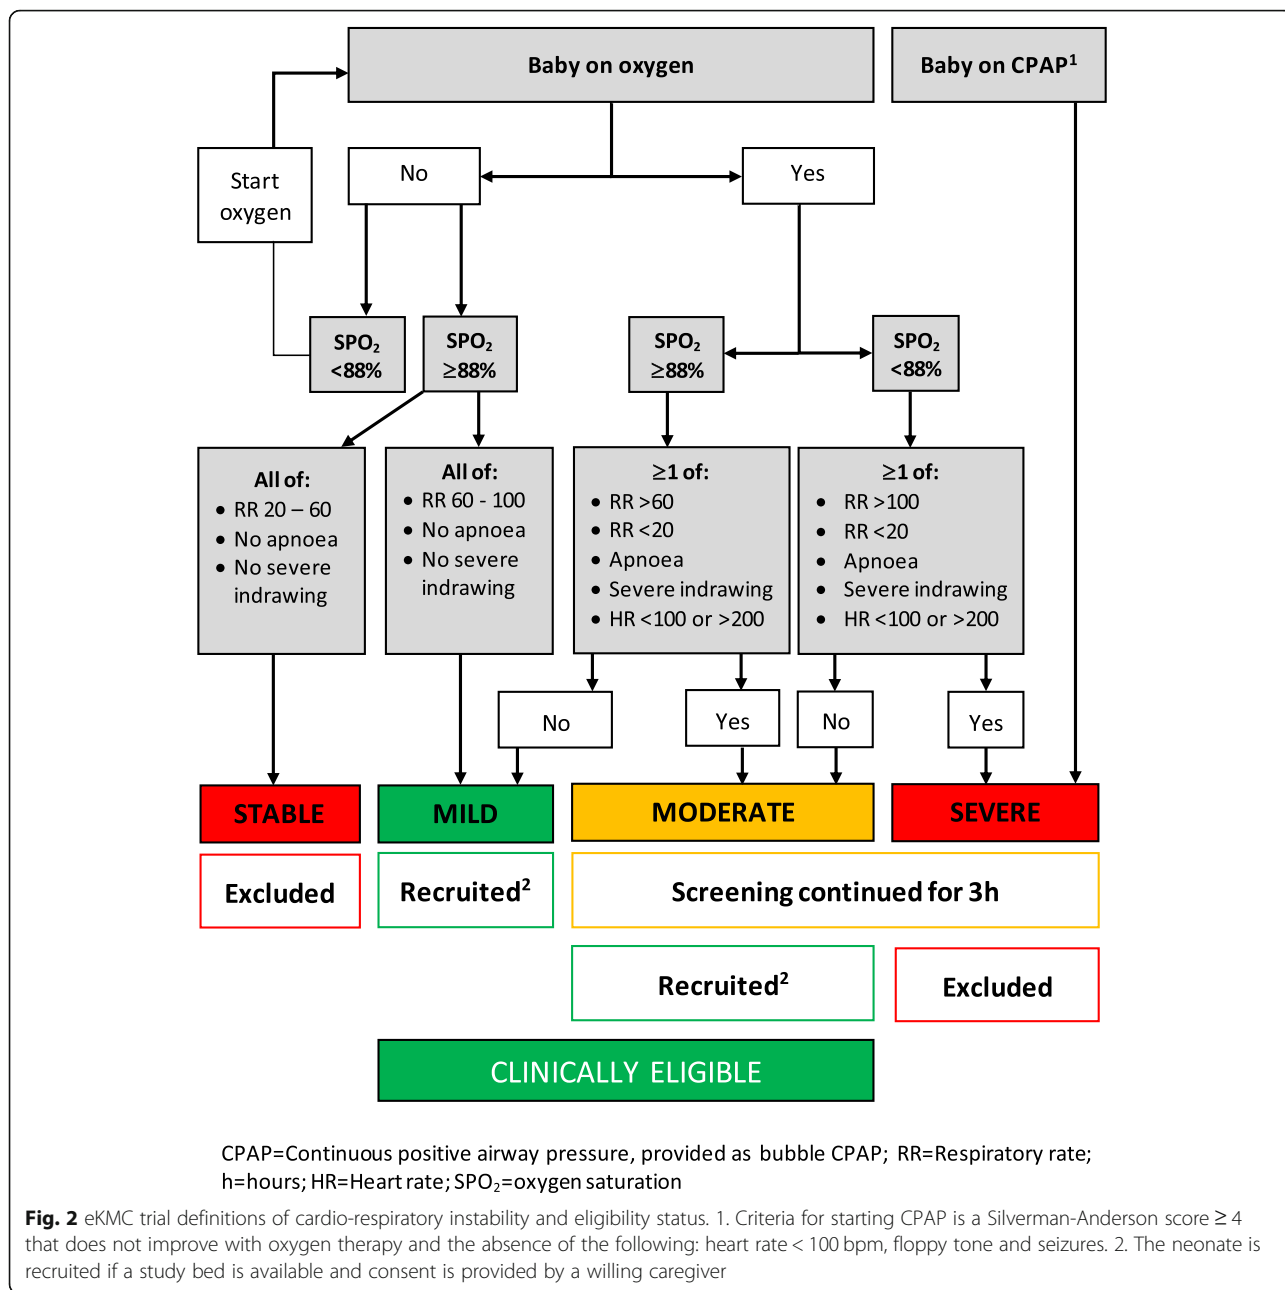 Baby on oxygen
Baby on CPAP1
Start
oxygen
No
Yes
SPO2
<88%
SPO2
≥88%
SPO2
≥88%
SPO2
<88%
All of:
• RR 20 – 60
• No apnoea
• No severe
indrawing
All of:
• RR 60 - 100
• No apnoea
• No severe
indrawing
≥1 of:
• RR >60
• RR <20
• Apnoea
• Severe indrawing
• HR <100 or >200
≥1 of:
• RR >100
• RR <20
• Apnoea
• Severe indrawing
• HR <100 or >200
No
Yes
No
Yes
STABLE
MILD
MODERATE
SEVERE
Excluded
Recruited2
Screening continued for 3h
Recruited2
Excluded
CLINICALLY ELIGIBLE
CPAP=Continuous positive airway pressure, provided as bubble CPAP; RR=Respiratory rate;
h=hours; HR=Heart rate; SPO2=oxygen saturation
Fig. 2 eKMC trial definitions of cardio-respiratory instability and eligibility status. 1. Criteria for starting CPAP is a Silverman-Anderson score ≥ 4
that does not improve with oxygen therapy and the absence of the following: heart rate < 100 bpm, floppy tone and seizures. 2. The neonate is
recruited if a study bed is available and consent is provided by a willing caregiver